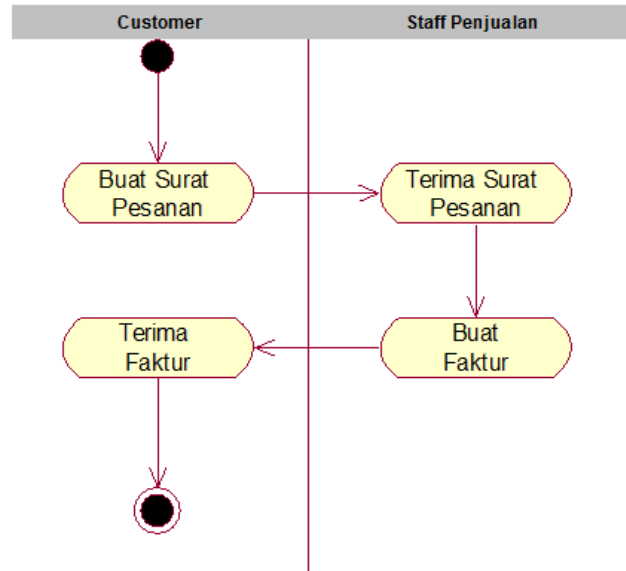 Customer
Staff Penjualan
Buat Surat
Pesanan
Terima Surat
Pesanan
Terima
Faktur
Buat
Faktur